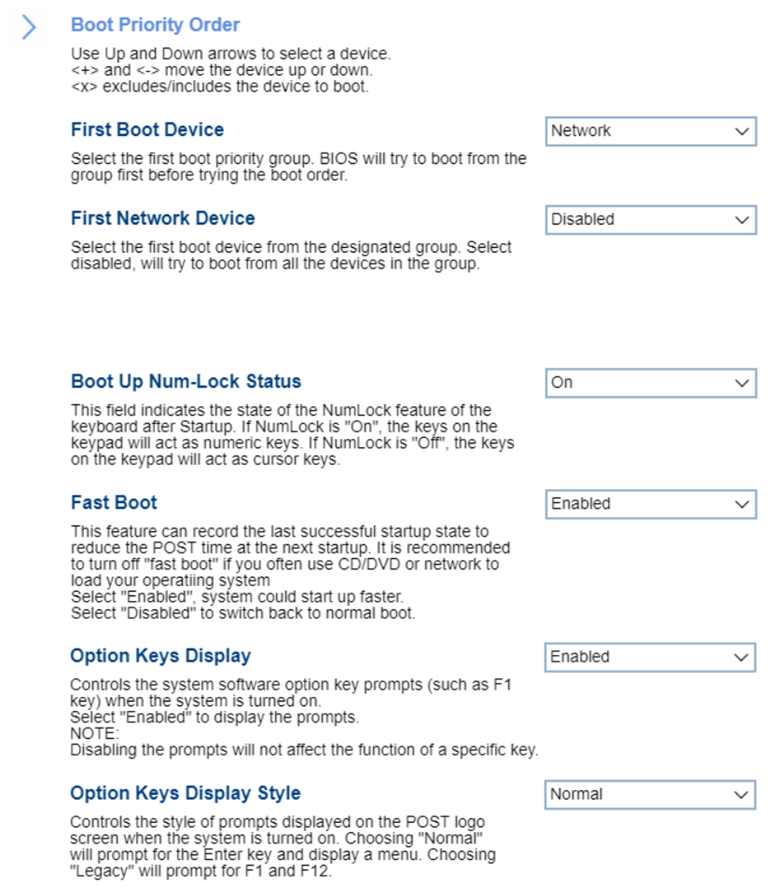 Boot Priority Order
Use Up and Down arrows to select a device.
<+> and <-> move the device up or down.
<x> excludes/includes the device to boot.
First Boot Device
Network
Select the first boot priority group. BIOS will try to boot from the
group first before trying the boot order.
First Network Device
Disabled
Select the first boot device from the designated group. Select
disabled, will try to boot from all the devices in the group.
Boot Up Num-Lock Status
On
This field indicates the state of the NumLock feature of the
keyboard after Startup. If NumLock is "On", the keys on the
keypad will act as numeric keys. If NumLock is "Off", the keys
on the keypad will act as cursor keys.
Fast Boot
Enabled
This feature can record the last successful startup state to
reduce the POST time at the next startup. It is recommended
to turn off "fast boot" if you often use CD/DVD or network to
load your operatiing system
Select "Enabled", system could start up faster.
Select "Disabled" to switch back to normal boot.
Option Keys Display
Enabled
Controls the system software option key prompts (such as F1
key) when the system is turned on.
Select "Enabled" to display the prompts.
NOTE:
Disabling the prompts will not affect the function of a specific key.
Option Keys Display Style
Normal
Controls the style of prompts displayed on the POST logo
screen when the system is turned on. Choosing "Normal"
will prompt for the Enter key and display a menu. Choosing
"Legacy" will prompt for F1 and F12.